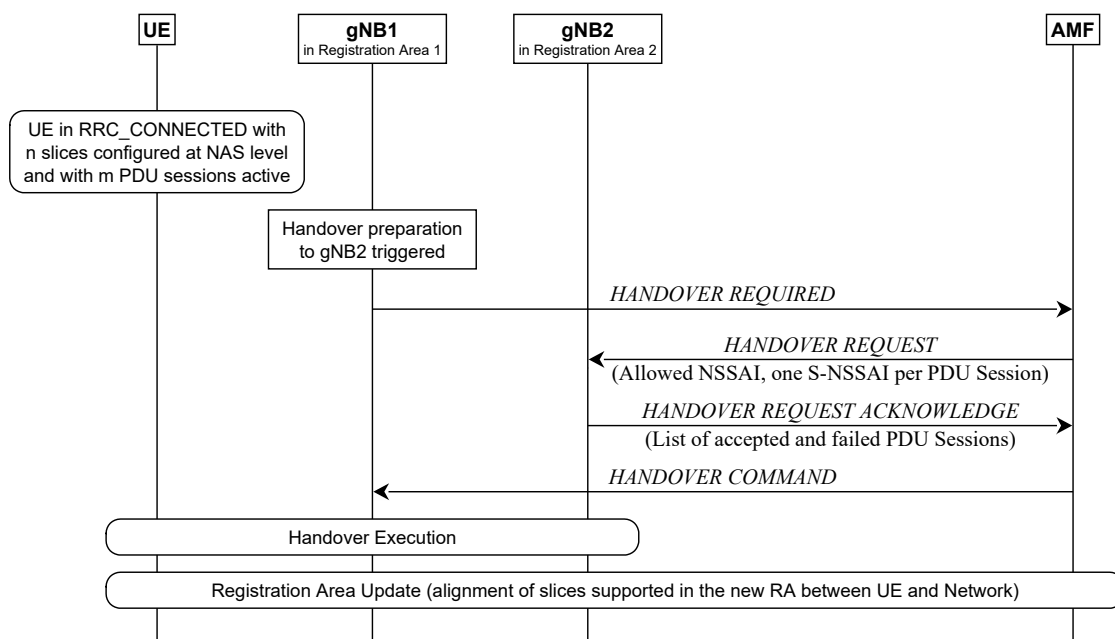 UE
gNB1
in Registration Area 1
gNB2
in Registration Area 2
AMF
UE in RRC_CONNECTED with
n slices configured at NAS level
and with m PDU sessions active
Handover preparation
to gNB2 triggered
HANDOVER REQUIRED
HANDOVER REQUEST
(Allowed NSSAI, one S-NSSAI per PDU Session)
HANDOVER REQUEST ACKNOWLEDGE
(List of accepted and failed PDU Sessions)
HANDOVER COMMAND
Handover Execution
Registration Area Update (alignment of slices supported in the new RA between UE and Network)